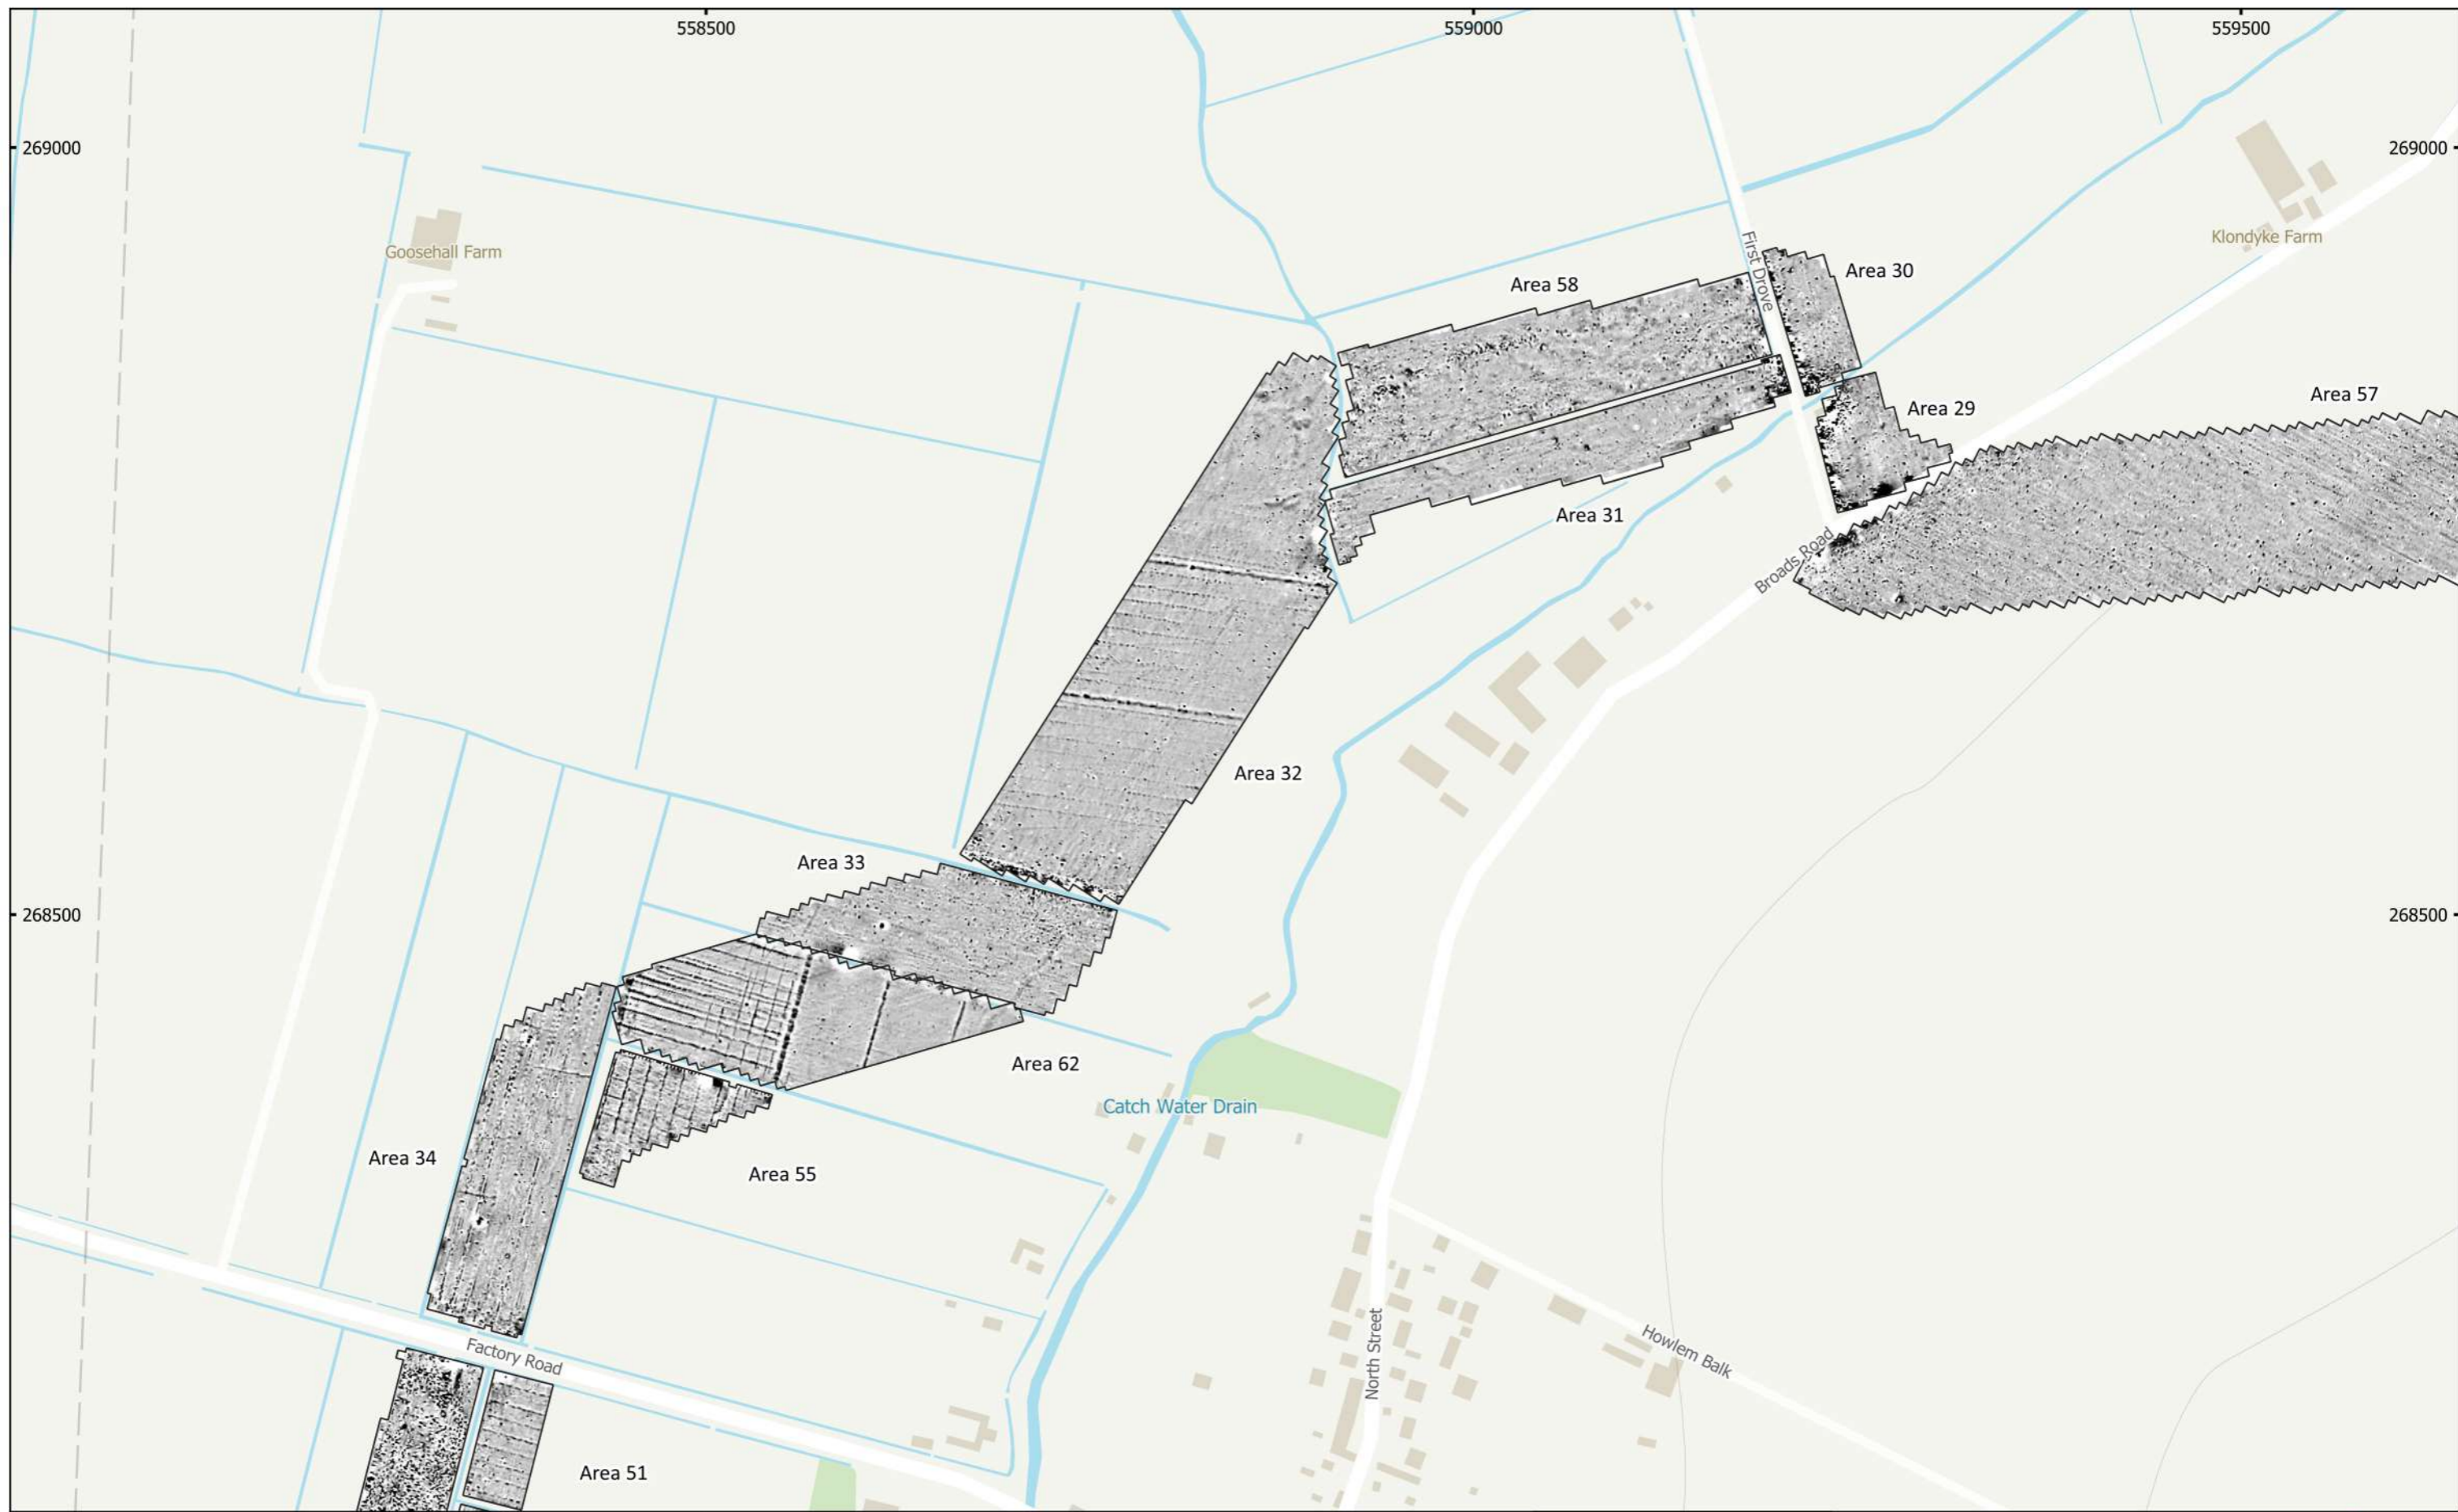 558500
559000
559500
269000
269000
Goosehall Farm
Klondyke Farm
First Drove
Area 58
Area 30
Area 57
Area 29
Area 31
Broads Road
Area 32
Area 33
268500
268500
Area 62
Catch Water Drain
Area 34
Area 55
Factory Road
North Street
Howlem Balk
Area 51